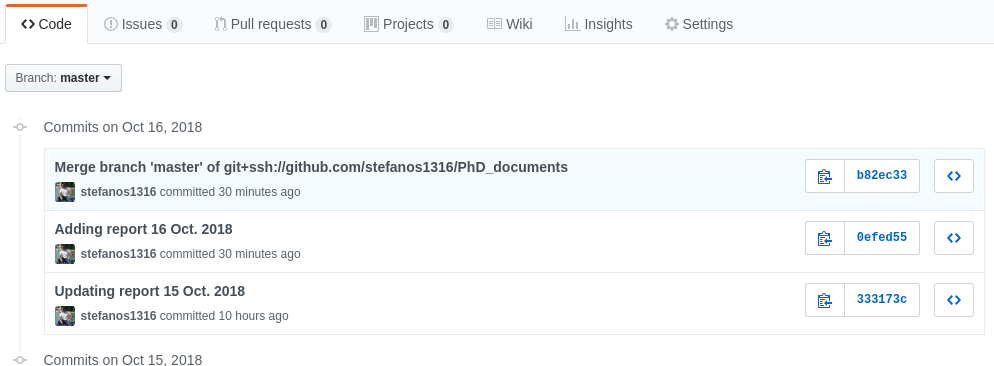 Code Issues 0 Pull requests 0 Projects 0 Wiki Insights Settings
Branch: master
Commits on Oct 16, 2018
Merge branch 'master' of git+ssh://github.com/stefanos1316/PhD_documents
stefanos1316 committed 30 minutes ago
b82ec33
Adding report 16 Oct. 2018
stefanos1316 committed 30 minutes ago
0efed55
Updating report 15 Oct. 2018
stefanos1316 committed 10 hours ago
333173c
Commits on Oct 15, 2018